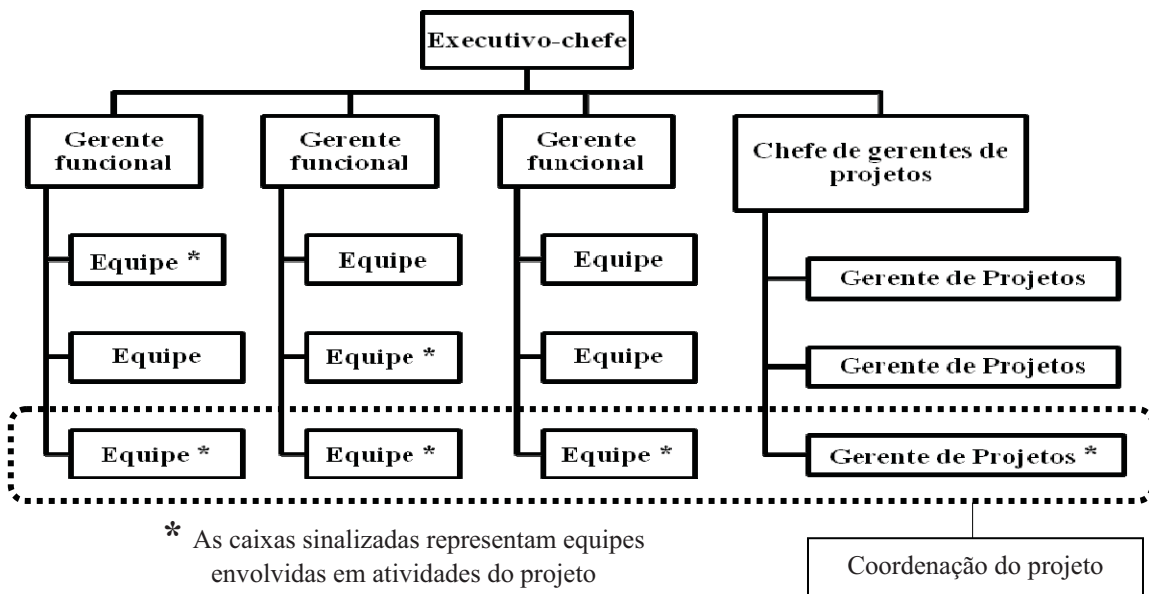 Executivo-chefe
Gerente
funcional
Gerente
funcional
Gerente
funcional
Chefe de gerentes de
projetos
Equipe *
Equipe
Equipe
Gerente de Projetos
Equipe
Equipe *
Equipe
Gerente de Projetos
Equipe *
Equipe *
Equipe *
Gerente de Projetos *
* As caixas sinalizadas representam equipes
envolvidas em atividades do projeto
Coordenação do projeto